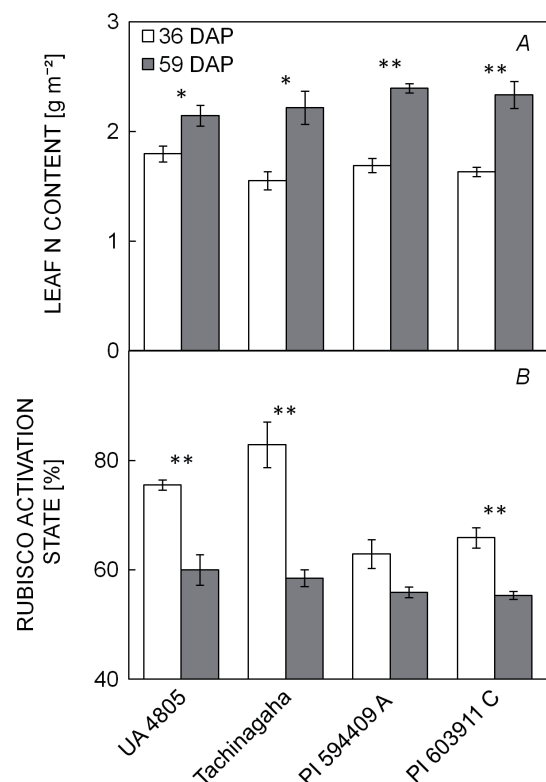 3
A
36 DAP
59 DAP
* * ** **
2
1
0
LEAF N CONTENT [g m⁻²]
B
** ** **
80
60
40
RUBISCO ACTIVATION
STATE [%]
UA 4805
Tachinagaha
PI 594409 A
PI 603911 C